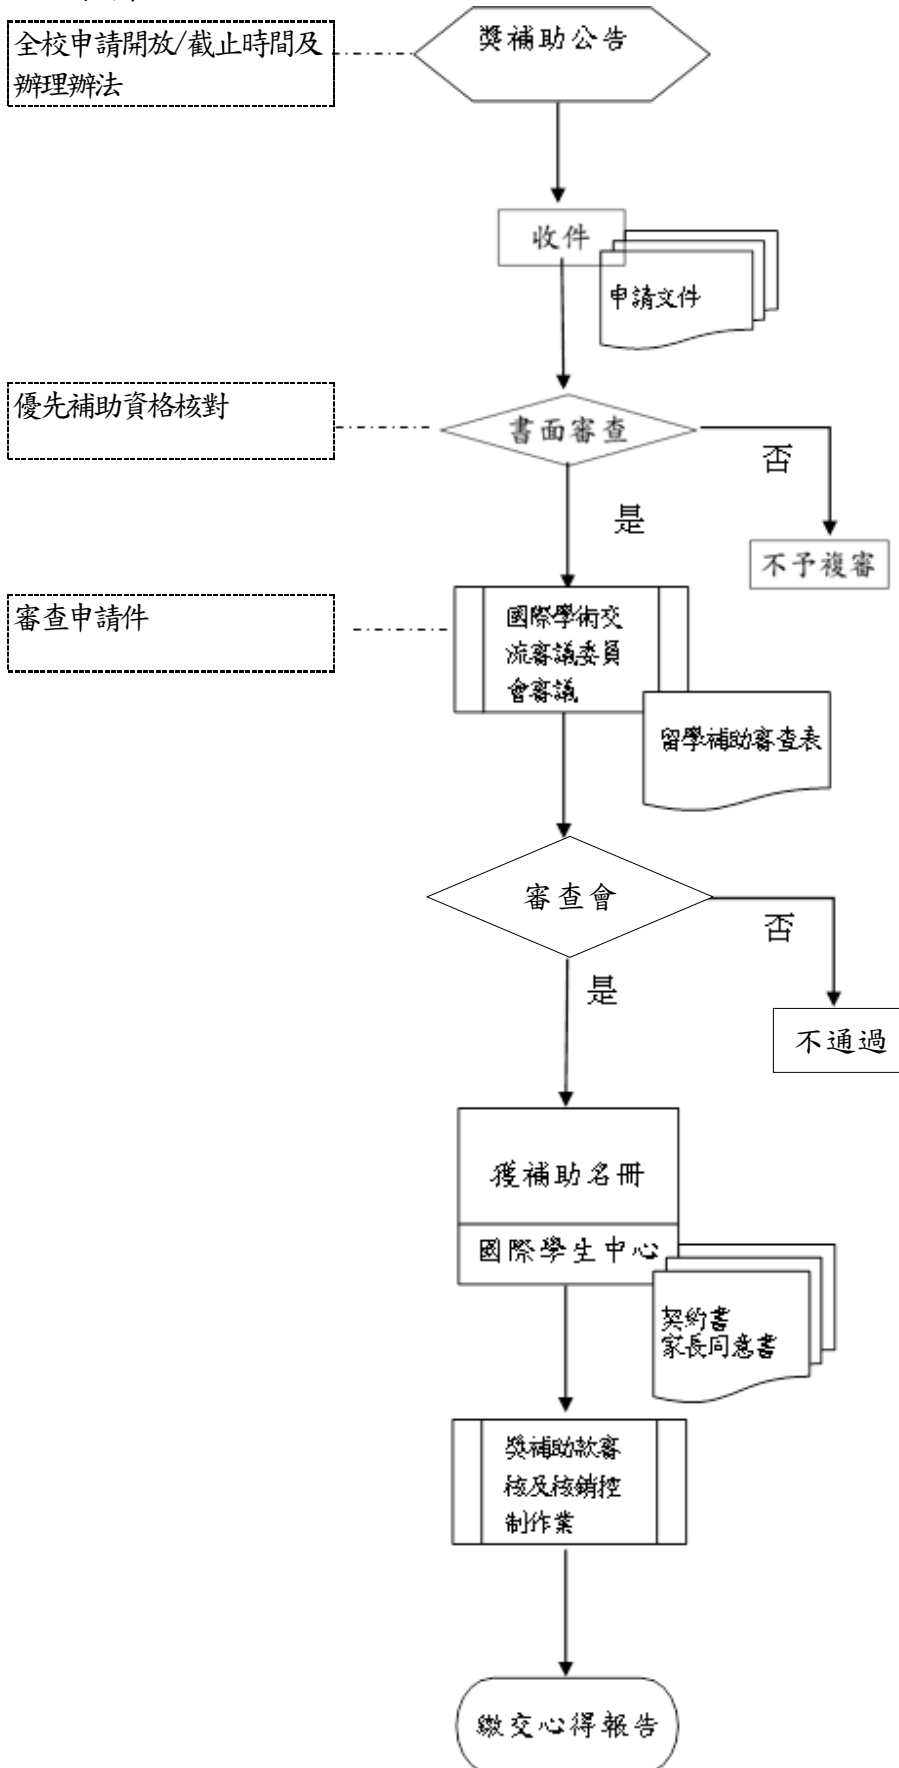 全校申請開放/截止時間及
辦理辦法
獎補助公告
收件
申請文件
優先補助資格核對
書面審查
否
是
不予複審
審查申請件
國際學術交
流審議委員
會審議
留學補助審查表
審查會
否
是
不通過
獲補助名冊
國際學生中心
契約書
家長同意書
獎補助款審
核及核銷控
制作業
繳交心得報告